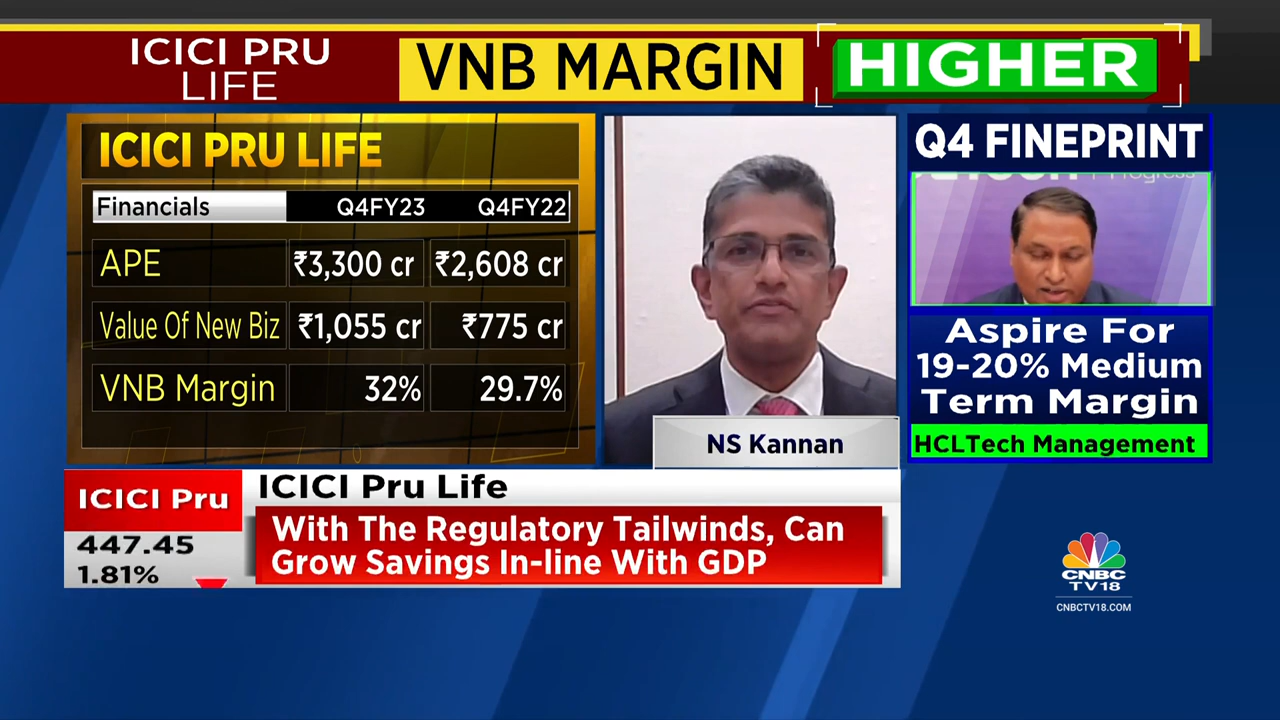 ICICI PRU
LIFE
VNB MARGIN
HIGHER
ICICI PRU LIFE
Financials Q4FY23 Q4FY22
APE ₹3,300 cr ₹2,608 cr
Value Of New Biz ₹1,055 cr ₹775 cr
VNB Margin 32% 29.7%
NS Kannan
Q4 FINEPRINT
Progress
Aspire For
19-20% Medium
Term Margin
HCLTech Management
ICICI Pru
447.45
1.81%
ICICI Pru Life
With The Regulatory Tailwinds, Can
Grow Savings In-line With GDP
CNBC
TV18
CNBCTV18.COM